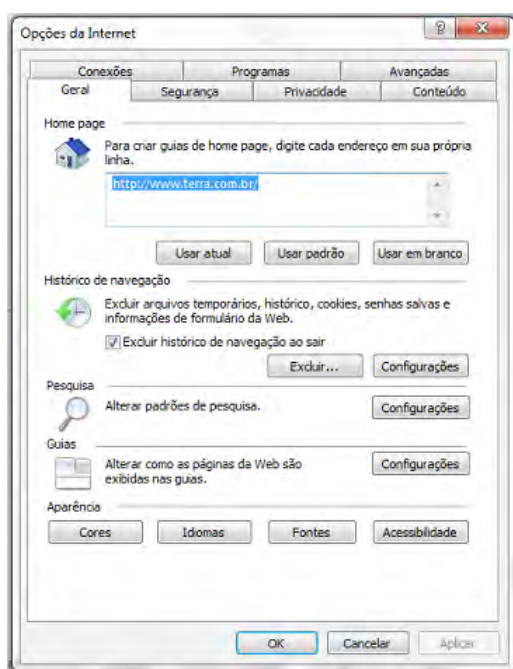 Opções da Internet
Conexões Programas Avançadas
Geral Segurança Privacidade Conteúdo
Home page
Para criar guias de home page, digite cada endereço em sua própria
linha.
http://www.terra.com.br/
Usar atual Usar padrão Usar em branco
Histórico de navegação
Excluir arquivos temporários, histórico, cookies, senhas salvas e
informações de formulário da Web.
Excluir histórico de navegação ao sair
Excluir... Configurações
Pesquisa
Alterar padrões de pesquisa. Configurações
Guias
Alterar como as páginas da Web são Configurações
exibidas nas guias.
Aparência
Cores Idiomas Fontes Acessibilidade
OK Cancelar Aplicar